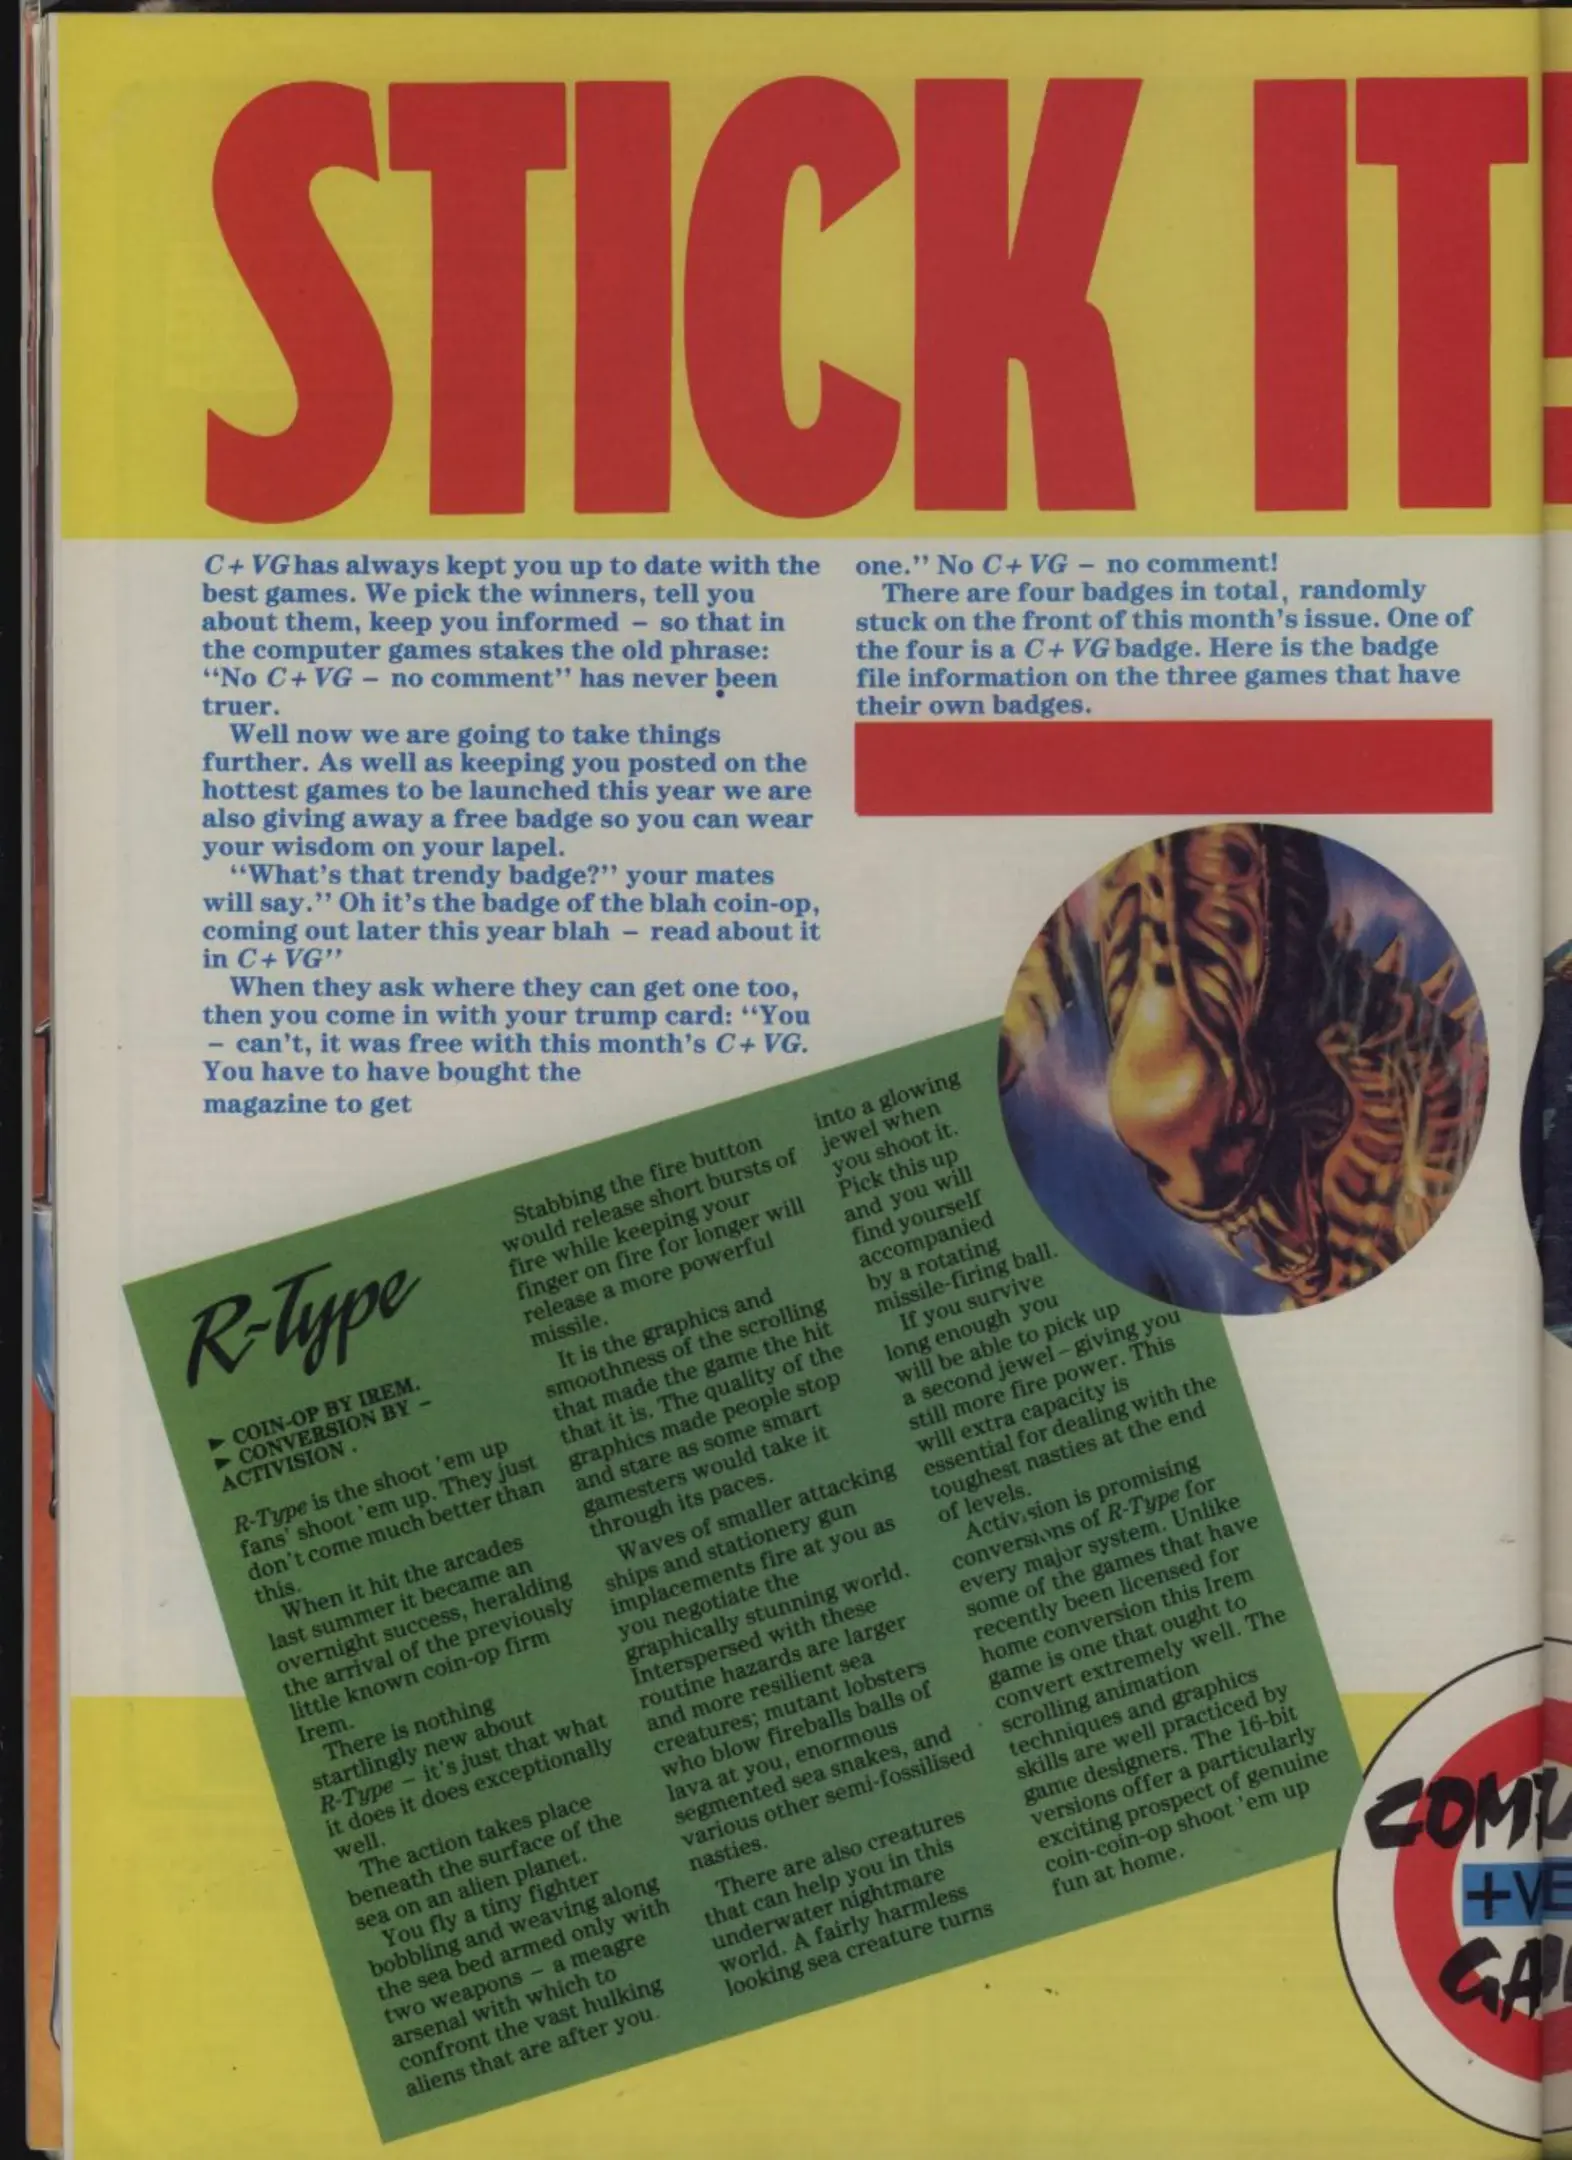 STICK IT
C+VG has always kept you up to date with the
best games. We pick the winners, tell you
about them, keep you informed – so that in
the computer games stakes the old phrase:
“No C+VG – no comment” has never been
truer.
Well now we are going to take things
further. As well as keeping you posted on the
hottest games to be launched this year we are
also giving away a free badge so you can wear
your wisdom on your lapel.
“What’s that trendy badge?” your mates
will say.” Oh it’s the badge of the blah coin-op,
coming out later this year blah – read about it
in C+VG”
When they ask where they can get one too,
then you come in with your trump card: “You
– can’t, it was free with this month’s C+VG.
You have to have bought the
magazine to get
one.” No C+VG – no comment!
There are four badges in total, randomly
stuck on the front of this month’s issue. One of
the four is a C+VG badge. Here is the badge
file information on the three games that have
their own badges.
R-Type
► COIN-OP BY IREM.
► CONVERSION BY –
ACTIVISION.
R-Type is the shoot ’em up
fans’ shoot ’em up. They just
don’t come much better than
this.
When it hit the arcades
last summer it became an
overnight success, heralding
the arrival of the previously
little known coin-op firm
Irem.
There is nothing
startlingly new about
R-Type – it’s just that what
it does it does exceptionally
well.
The action takes place
beneath the surface of the
sea on an alien planet.
You fly a tiny fighter
bobbling and weaving along
the sea bed armed only with
two weapons – a meagre
arsenal with which to
confront the vast hulking
aliens that are after you.
Stabbing the fire button
would release short bursts of
fire while keeping your
finger on fire for longer will
release a more powerful
missile.
It is the graphics and
smoothness of the scrolling
that made the game the hit
that it is. The quality of the
graphics made people stop
and stare as some smart
gamesters would take it
through its paces.
Waves of smaller attacking
ships and stationery gun
implacements fire at you as
you negotiate the
graphically stunning world.
Interspersed with these
routine hazards are larger
and more resilient sea
creatures; mutant lobsters
who blow fireballs balls of
lava at you, enormous
segmented sea snakes, and
various other semi-fossilised
nasties.
There are also creatures
that can help you in this
underwater nightmare
world. A fairly harmless
looking sea creature turns
into a glowing
jewel when
you shoot it.
Pick this up
and you will
find yourself
accompanied
by a rotating
missile-firing ball.
If you survive
long enough you
will be able to pick up
a second jewel – giving you
still more fire power. This
will extra capacity is
essential for dealing with the
toughest nasties at the end
of levels.
Activision is promising
conversions of R-Type for
every major system. Unlike
some of the games that have
recently been licensed for
home conversion this Irem
game is one that ought to
convert extremely well. The
scrolling animation
techniques and graphics
skills are well practiced by
game designers. The 16-bit
versions offer a particularly
exciting prospect of genuine
coin-coin-op shoot ’em up
fun at home.
COMPU
+VE
GA